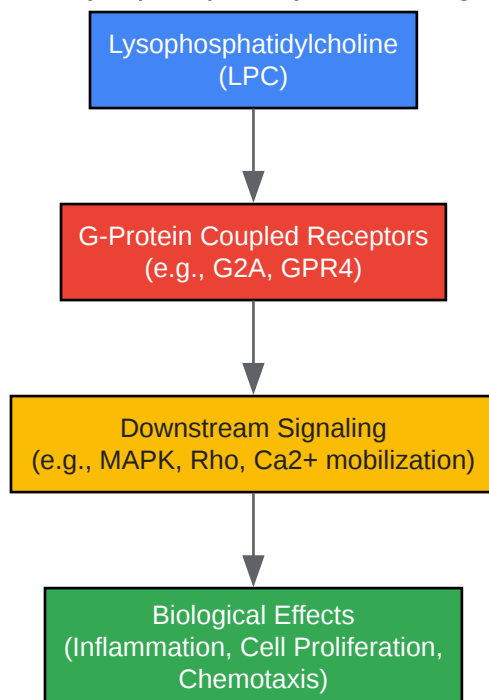 Lysophosphatidylcholine
(LPC)
G-Protein Coupled Receptors
(e.g., G2A, GPR4)
Downstream Signaling
(e.g., MAPK, Rho, Ca2+ mobilization)
Biological Effects
(Inflammation, Cell Proliferation,
Chemotaxis)